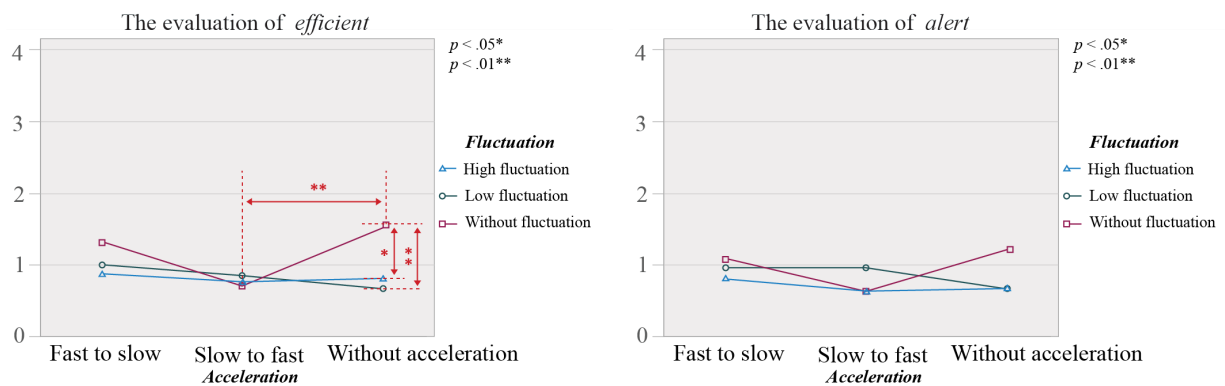 The evaluation of efficient
4
3
2
1
0
**
*
**
Fast to slow
Slow to fast
Without acceleration
Acceleration
p < .05*
p < .01**
Fluctuation
High fluctuation
Low fluctuation
Without fluctuation
The evaluation of alert
4
3
2
1
0
Fast to slow
Slow to fast
Without acceleration
Acceleration
p < .05*
p < .01**
Fluctuation
High fluctuation
Low fluctuation
Without fluctuation